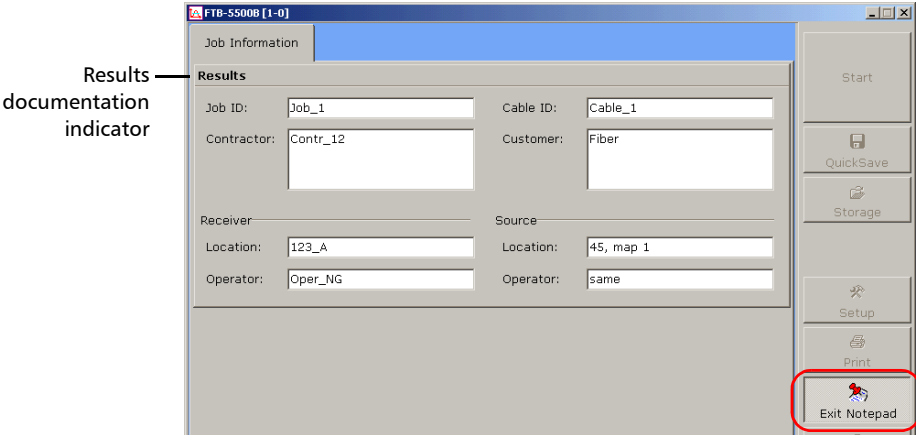 FTB-5500B [1-0]
Job Information
Results
documentation
indicator
Results
Job ID: Job_1 Cable ID: Cable_1
Contractor: Contr_12 Customer: Fiber
Receiver Source
Location: 123_A Location: 45, map 1
Operator: Oper_NG Operator: same
Start
QuickSave
Storage
Setup
Print
Exit Notepad